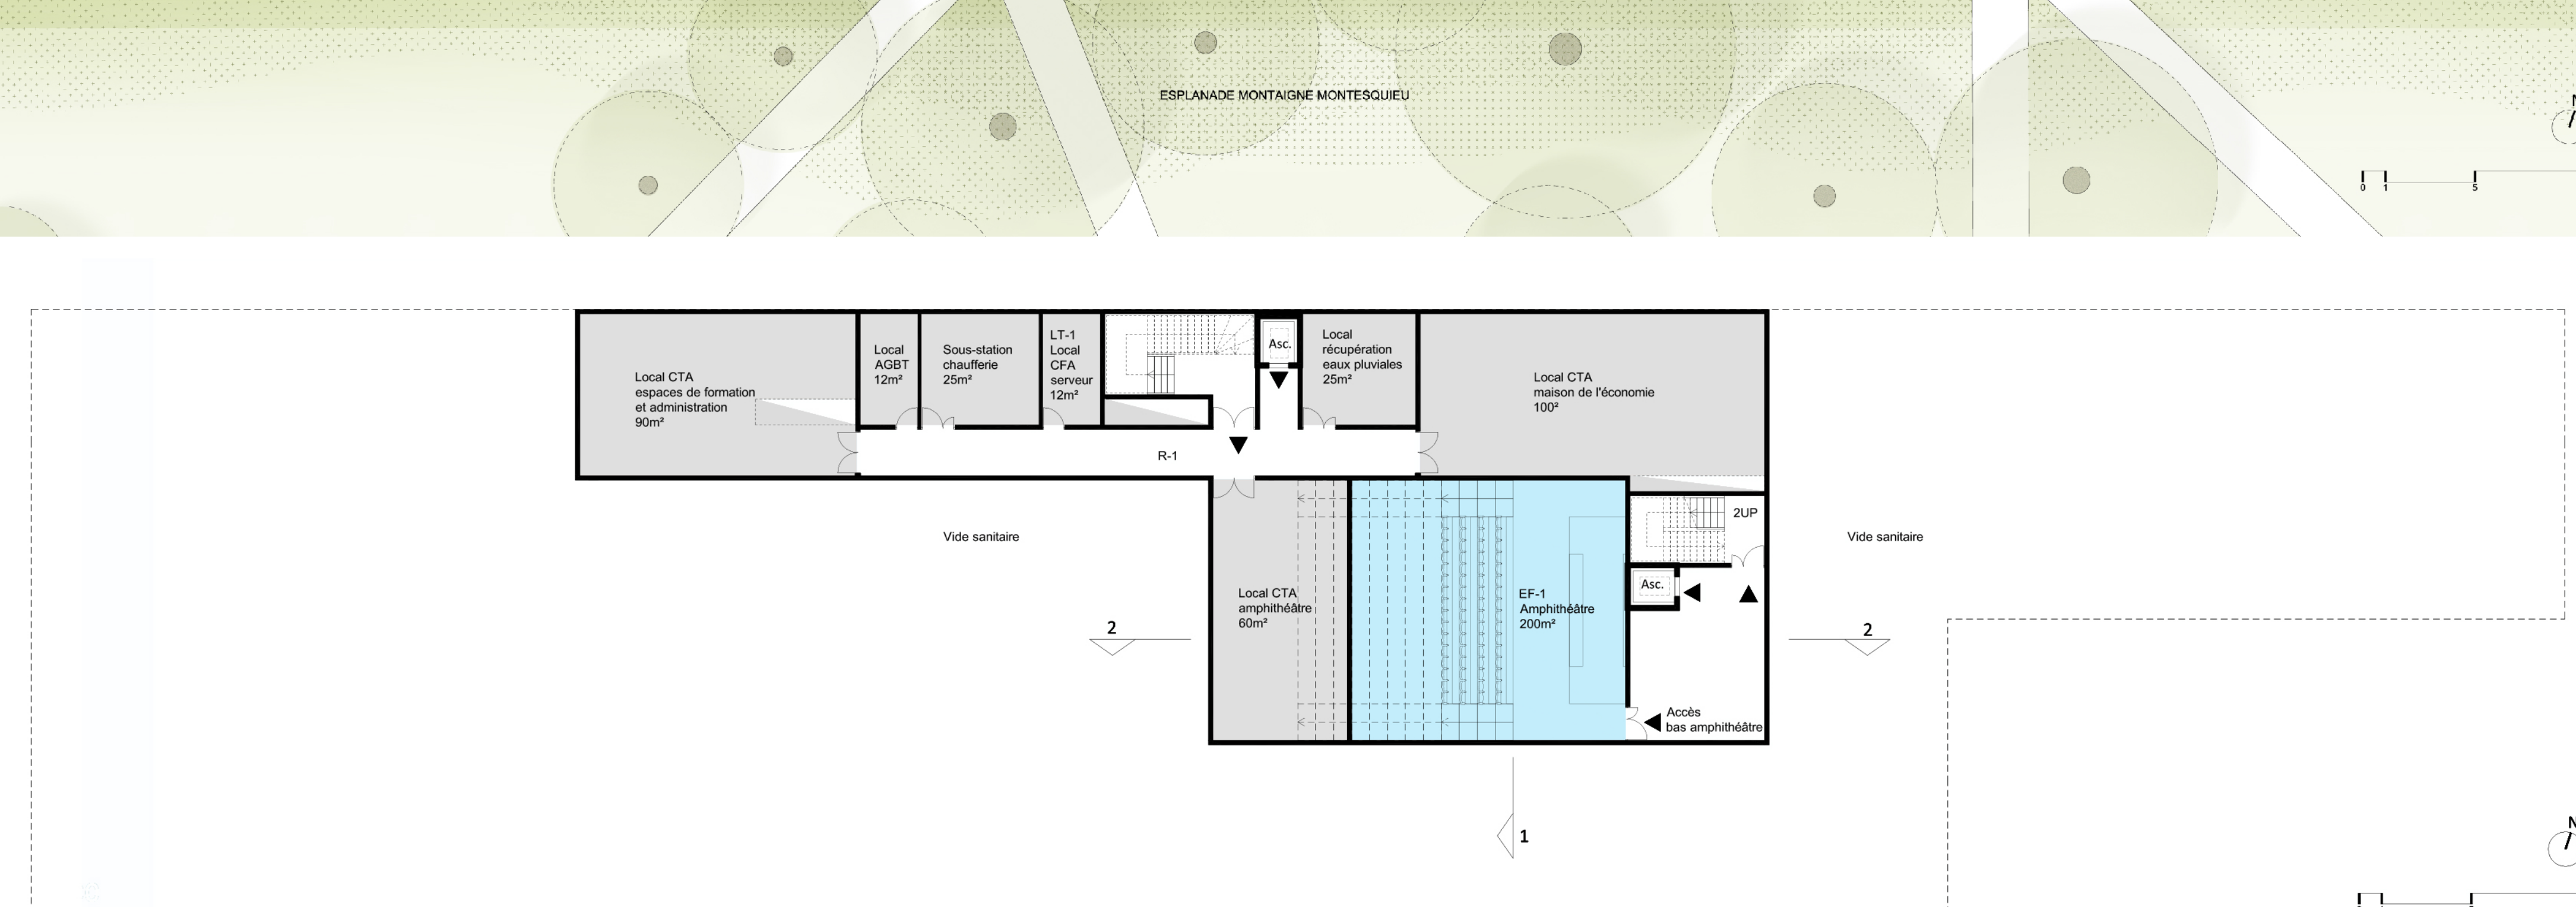 ESPLANADE MONTAIGNE MONTESQUIEU
N
0 1 5
Local CTA
espaces de formation
et administration
90m²
Local
AGBT
12m²
Sous-station
chaufferie
25m²
LT-1
Local
CFA
serveur
12m²
Asc.
Local
récupération
eaux pluviales
25m²
Local CTA
maison de l'économie
100²
R-1
2UP
Vide sanitaire
Vide sanitaire
Asc.
Local CTA
amphithéâtre
60m²
EF-1
Amphithéâtre
200m²
2
2
Accès
bas amphithéâtre
1
N